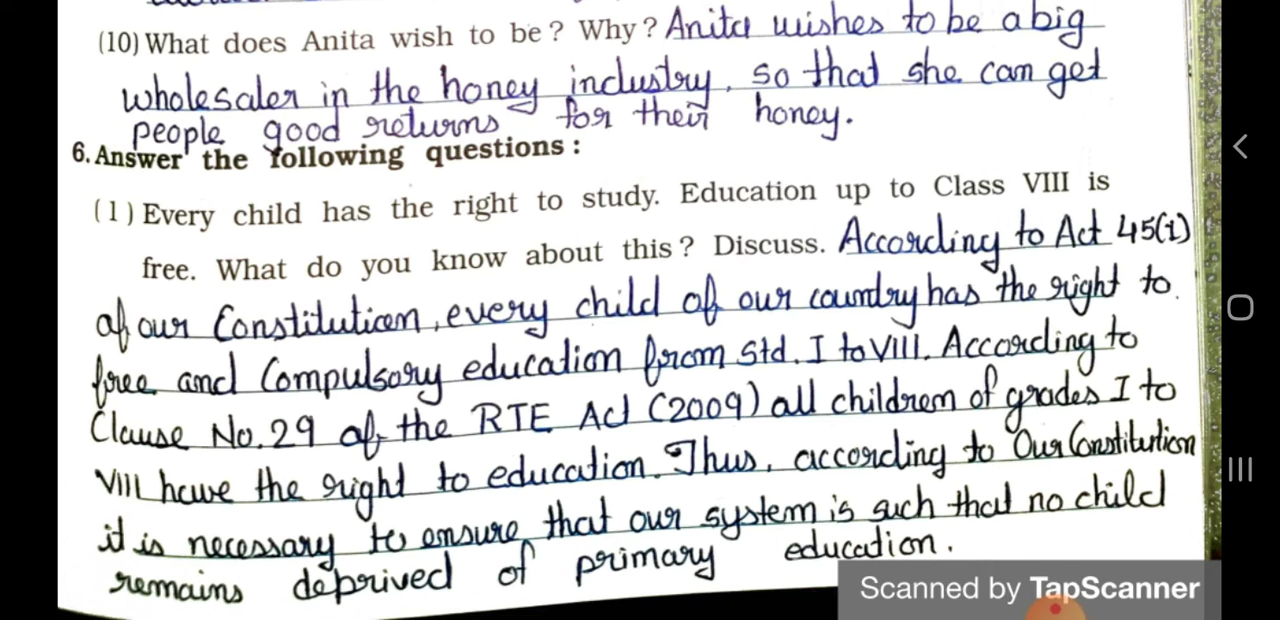 (10) What does Anita wish to be? Why? Anita wishes to be a big
wholesaler in the honey industry, so that she can get
people good returns for their honey.
6. Answer the following questions :
(1) Every child has the right to study. Education up to Class VIII is
free. What do you know about this? Discuss. According to Act 45(i)
of our Constitution, every child of our country has the right to
free and Compulsory education from Std. I to VIII. According to
Clause No. 29 of the RTE Act (2009) all children of grades I to
VIII have the right to education. Thus, according to Our Constitution
it is necessary to ensure that our system is such that no child
remains deprived of primary education.
Scanned by TapScanner